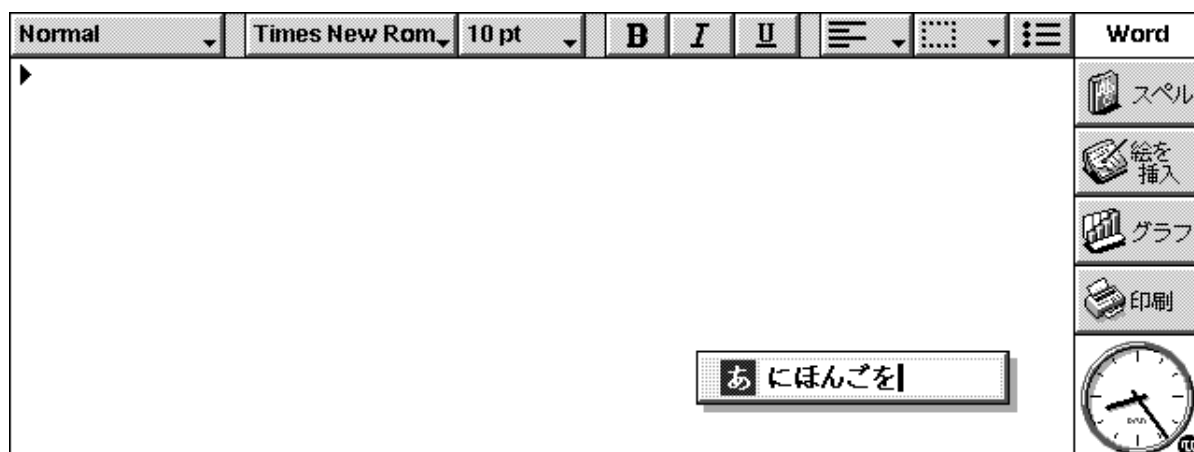 Normal
Times New Rom
10 pt
B
I
U
Word
スペル
絵を
挿入
グラフ
印刷
あ にほんごを